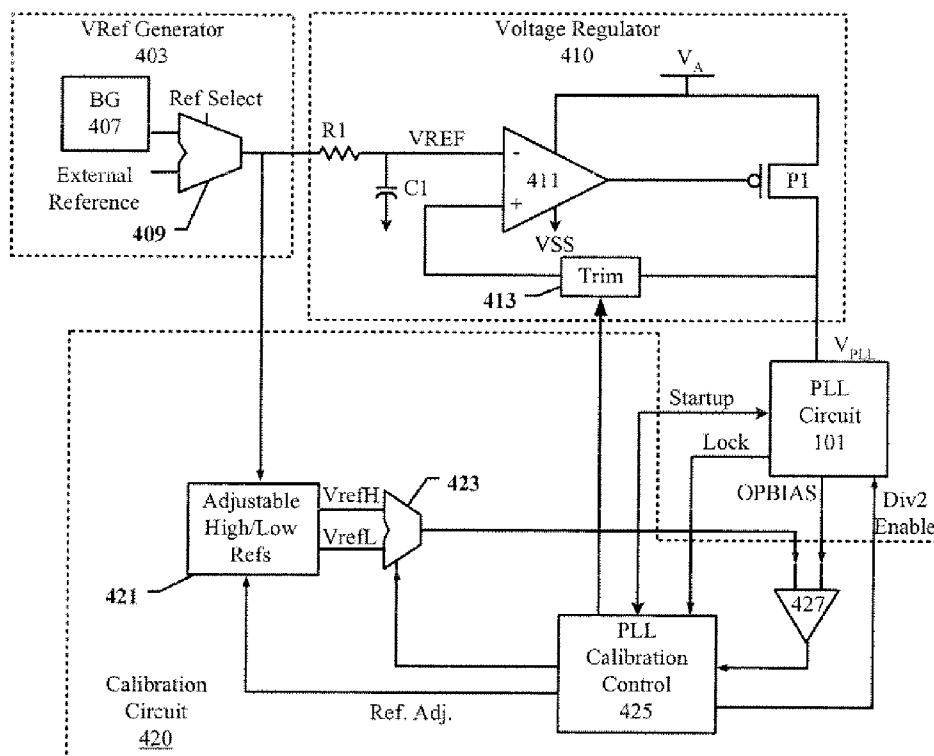 VRef Generator
403
BG
407
Ref Select
External
Reference
409
Voltage Regulator
410
VA
R1
VREF
C1
-
411
+
VSS
P1
Trim
413
VPLL
PLL
Circuit
101
Startup
Lock
OPBIAS
Div2
Enable
Adjustable
High/Low
Refs
421
VrefH
VrefL
423
427
PLL
Calibration
Control
425
Ref. Adj.
Calibration
Circuit
420